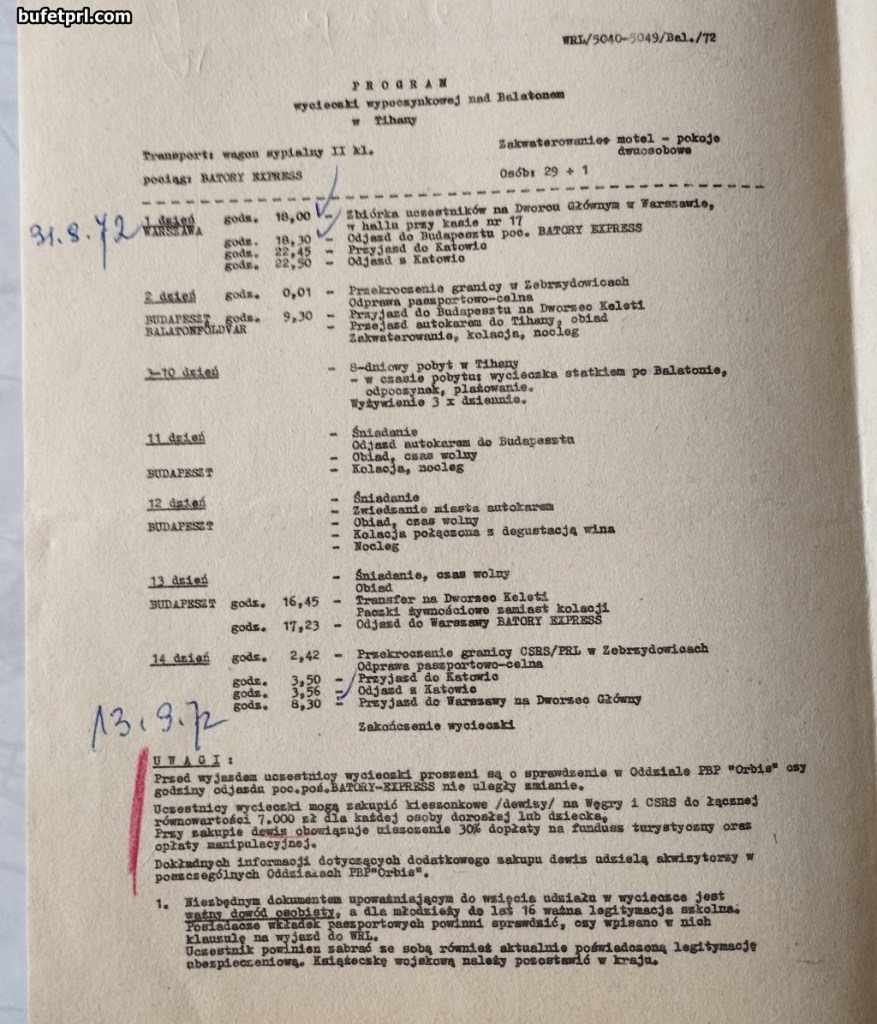 bufetprl.com
WRL/5040-5049/Bal./72
P R O G R A M
wycieczki wypoczynkowej nad Balatonem
w Tihany
Transport: wagon sypialny II kl.
Zakwaterowanie: motel - pokoje
dwuosobowe
pociąg: BATORY EXPRESS
Osób: 29 + 1
31.8.72
1 dzień godz. 18,00 - Zbiórka uczestników na Dworcu Głównym w Warszawie,
WARSZAWA w hallu przy kasie nr 17
godz. 18,30 - Odjazd do Budapesztu poc. BATORY EXPRESS
godz. 22,45 - Przyjazd do Katowic
godz. 22,50 - Odjazd z Katowic
2 dzień godz. 0,01 - Przekroczenie granicy w Zebrzydowicach
Odprawa paszportowo-celna
BUDAPESZT godz. 9,30 - Przyjazd do Budapesztu na Dworzec Keleti
BALATONFÖLDVAR - Przejazd autokarem do Tihany, obiad
Zakwaterowanie, kolacja, nocleg
3-10 dzień - 8-dniowy pobyt w Tihany
- w czasie pobytu: wycieczka statkiem po Balatonie,
odpoczynek, plażowanie.
Wyżywienie 3 x dziennie.
11 dzień - Śniadanie
Odjazd autokarem do Budapesztu
- Obiad, czas wolny
BUDAPESZT - Kolacja, nocleg
12 dzień - Śniadanie
- Zwiedzanie miasta autokarem
BUDAPESZT - Obiad, czas wolny
- Kolacja połączona z degustacją wina
- Nocleg
13 dzień - Śniadanie, czas wolny
Obiad
BUDAPESZT godz. 16,45 - Transfer na Dworzec Keleti
Paczki żywnościowe zamiast kolacji
godz. 17,23 - Odjazd do Warszawy BATORY EXPRESS
14 dzień godz. 2,42 - Przekroczenie granicy CSRS/PRL w Zebrzydowicach
Odprawa paszportowo-celna
godz. 3,50 - Przyjazd do Katowic
godz. 3,56 - Odjazd z Katowic
godz. 8,30 - Przyjazd do Warszawy na Dworzec Główny
13.9.72
Zakończenie wycieczki
U W A G I :
Przed wyjazdem uczestnicy wycieczki proszeni są o sprawdzenie w Oddziale PBP "Orbis" czy
godziny odjazdu poc.poś.BATORY-EXPRESS nie uległy zmianie.
Uczestnicy wycieczki mogą zakupić kieszonkowe /dewizy/ na Węgry i CSRS do łącznej
równowartości 7.000 zł dla każdej osoby dorosłej lub dziecka.
Przy zakupie dewiz obowiązuje uiszczenie 30% dopłaty na fundusz turystyczny oraz
opłaty manipulacyjnej.
Dokładnych informacji dotyczących dodatkowego zakupu dewiz udzielą akwizytorzy w
poszczególnych Oddziałach PBP"Orbis".
1. Niezbędnym dokumentem upoważniającym do wzięcia udziału w wycieczce jest
ważny dowód osobisty, a dla młodzieży do lat 16 ważna legitymacja szkolna.
Posiadacze wkładek paszportowych powinni sprawdzić, czy wpisano w nich
klauzulę na wyjazd do WRL.
Uczestnik powinien zabrać ze sobą również aktualnie poświadczoną legitymację
ubezpieczeniową. Książeczkę wojskową należy pozostawić w kraju.